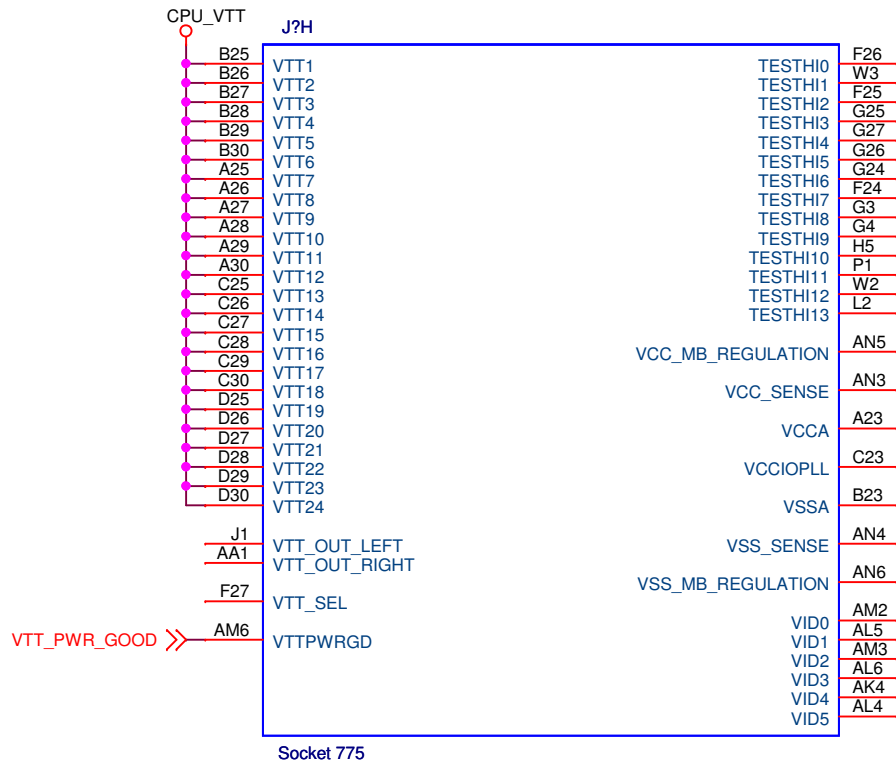 CPU_VTT
J?H
B25 VTT1 TESTHI0 F26
B26 VTT2 TESTHI1 W3
B27 VTT3 TESTHI2 F25
B28 VTT4 TESTHI3 G25
B29 VTT5 TESTHI4 G27
B30 VTT6 TESTHI5 G26
A25 VTT7 TESTHI6 G24
A26 VTT8 TESTHI7 F24
A27 VTT9 TESTHI8 G3
A28 VTT10 TESTHI9 G4
A29 VTT11 TESTHI10 H5
A30 VTT12 TESTHI11 P1
C25 VTT13 TESTHI12 W2
C26 VTT14 TESTHI13 L2
C27 VTT15
C28 VTT16 VCC_MB_REGULATION AN5
C29 VTT17
C30 VTT18 VCC_SENSE AN3
D25 VTT19
D26 VTT20 VCCA A23
D27 VTT21
D28 VTT22 VCCIOPLL C23
D29 VTT23
D30 VTT24 VSSA B23
J1 VTT_OUT_LEFT VSS_SENSE AN4
AA1 VTT_OUT_RIGHT
VSS_MB_REGULATION AN6
F27 VTT_SEL
VID0 AM2
VTT_PWR_GOOD AM6 VTTPWRGD VID1 AL5
VID2 AM3
VID3 AL6
VID4 AK4
VID5 AL4
Socket 775